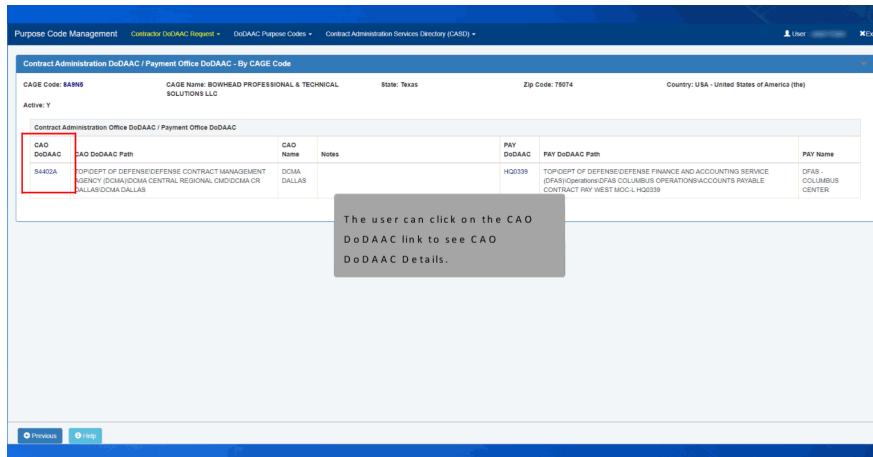 Purpose Code Management Contractor DoDAAC Request DoDAAC Purpose Codes Contract Administration Services Directory (CASD) User
Contract Administration DoDAAC / Payment Office DoDAAC - By CAGE Code
CAGE Code: 8A9N5 CAGE Name: BOWHEAD PROFESSIONAL & TECHNICAL State: Texas Zip Code: 75074 Country: USA - United States of America (the)
SOLUTIONS LLC
Active: Y
Contract Administration Office DoDAAC / Payment Office DoDAAC
CAO DoDAAC CAO DoDAAC Path CAO Name Notes PAY DoDAAC PAY DoDAAC Path PAY Name
S4402A TOP\DEPT OF DEFENSE\DEFENSE CONTRACT MANAGEMENT DCMA HQ0339 TOP\DEPT OF DEFENSE\DEFENSE FINANCE AND ACCOUNTING SERVICE DFAS -
AGENCY (DCMA)\DCMA CENTRAL REGIONAL CMD\DCMA CR DALLAS (DFAS)\Operations\DFAS COLUMBUS OPERATIONS\ACCOUNTS PAYABLE COLUMBUS
DALLAS\DCMA DALLAS CONTRACT PAY WEST MOC-L HQ0339 CENTER
The user can click on the CAO
DoDAAC link to see CAO
DoDAAC Details.
Previous Help